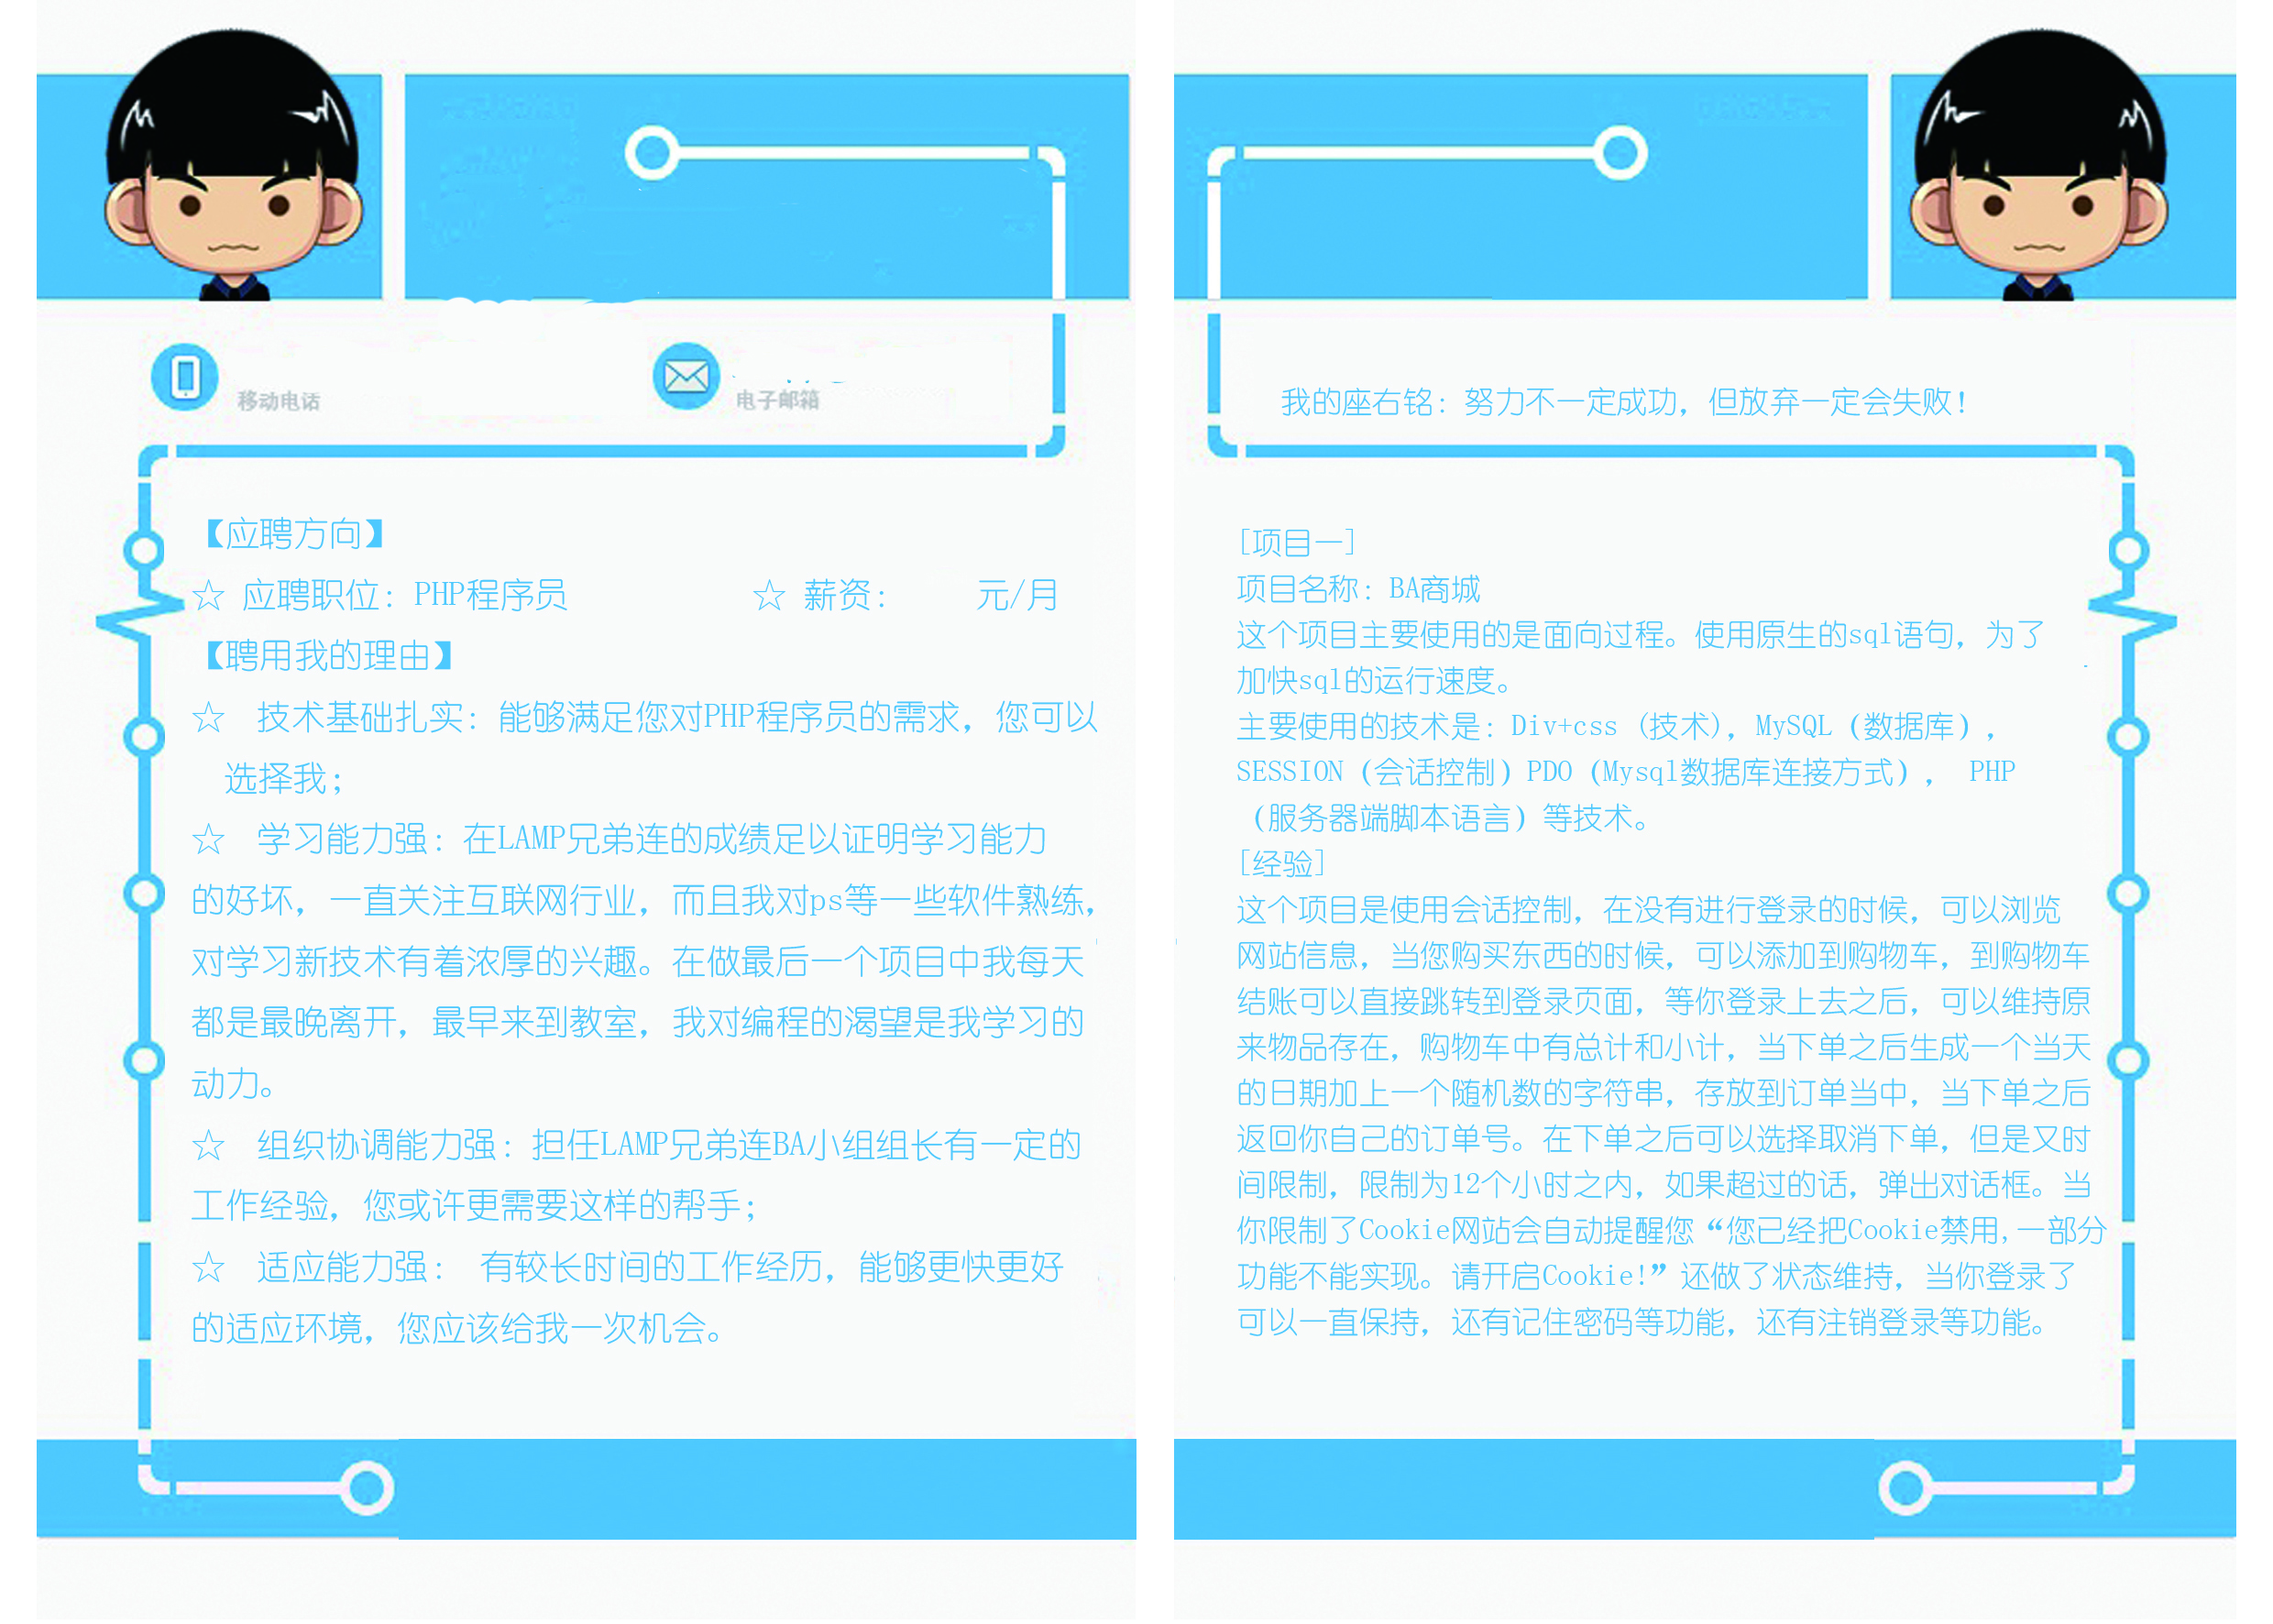 移动电话
电子邮箱
【应聘方向】
☆ 应聘职位：PHP程序员 ☆ 薪资： 元/月
【聘用我的理由】
☆ 技术基础扎实：能够满足您对PHP程序员的需求，您可以
选择我；
☆ 学习能力强：在LAMP兄弟连的成绩足以证明学习能力
的好坏，一直关注互联网行业，而且我对ps等一些软件熟练，
对学习新技术有着浓厚的兴趣。在做最后一个项目中我每天
都是最晚离开，最早来到教室，我对编程的渴望是我学习的
动力。
☆ 组织协调能力强：担任LAMP兄弟连BA小组组长有一定的
工作经验，您或许更需要这样的帮手；
☆ 适应能力强： 有较长时间的工作经历，能够更快更好
的适应环境，您应该给我一次机会。
我的座右铭：努力不一定成功，但放弃一定会失败！
[项目一]
项目名称：BA商城
这个项目主要使用的是面向过程。使用原生的sql语句，为了
加快sql的运行速度。
主要使用的技术是：Div+css (技术)，MySQL（数据库），
SESSION（会话控制）PDO（Mysql数据库连接方式）， PHP
（服务器端脚本语言）等技术。
[经验]
这个项目是使用会话控制，在没有进行登录的时候，可以浏览
网站信息，当您购买东西的时候，可以添加到购物车，到购物车
结账可以直接跳转到登录页面，等你登录上去之后，可以维持原
来物品存在，购物车中有总计和小计，当下单之后生成一个当天
的日期加上一个随机数的字符串，存放到订单当中，当下单之后
返回你自己的订单号。在下单之后可以选择取消下单，但是又时
间限制，限制为12个小时之内，如果超过的话，弹出对话框。当
你限制了Cookie网站会自动提醒您“您已经把Cookie禁用,一部分
功能不能实现。请开启Cookie!”还做了状态维持，当你登录了
可以一直保持，还有记住密码等功能，还有注销登录等功能。